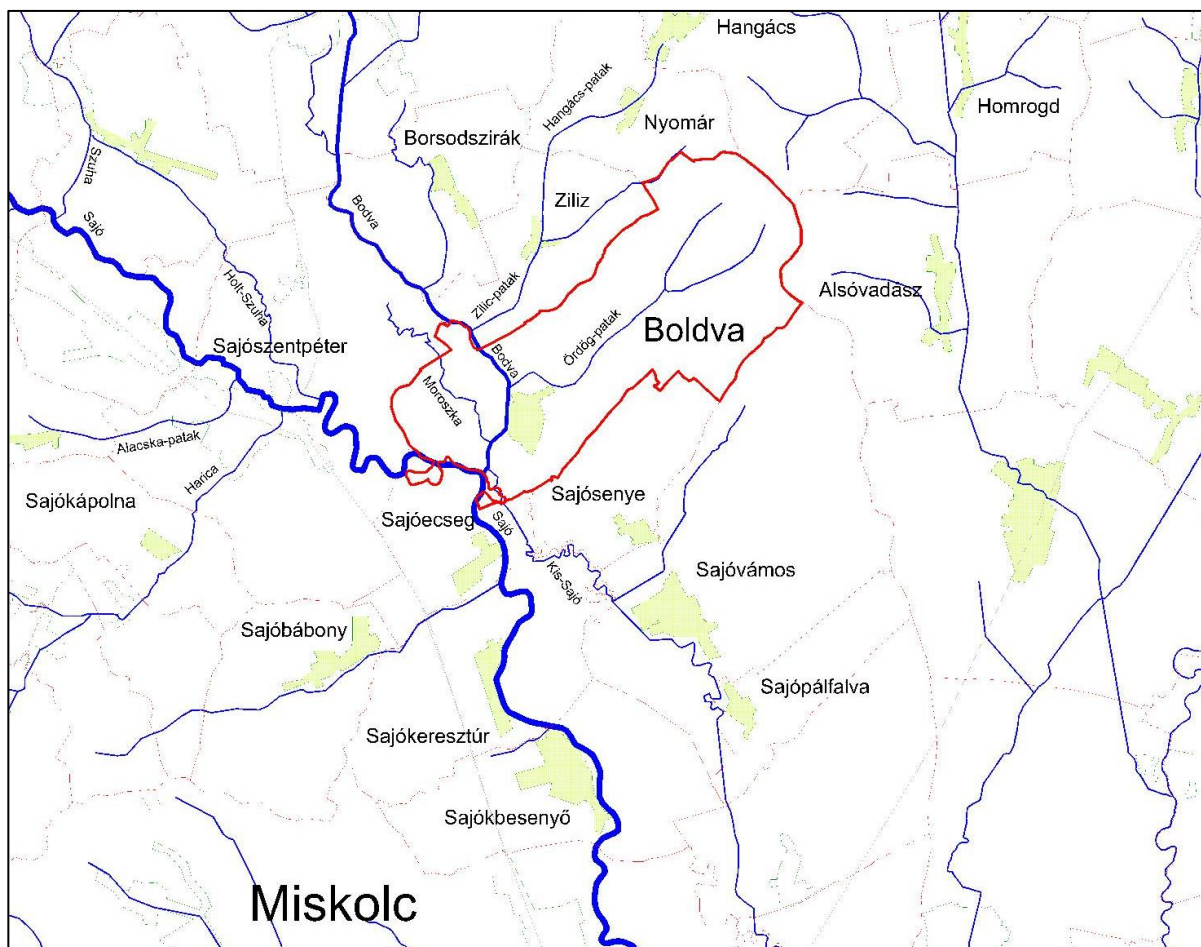 Hangács
Homrogd
Hangács-patak
Nyomár
Borsodszirák
Szuha
Ziliz
Bodva
Sajó
Holt-Szuha
Zilic-patak
Alsóvadász
Boldva
Ördög-patak
Sajószentpéter
Bodva
Moroszka
Alacska-patak
Harica
Sajókápolna
Sajósenye
Sajóecseg
Sajó
Kis-Sajó
Sajóvámos
Sajóbábony
Sajópálfalva
Sajókeresztúr
Sajókbesenyő
Miskolc